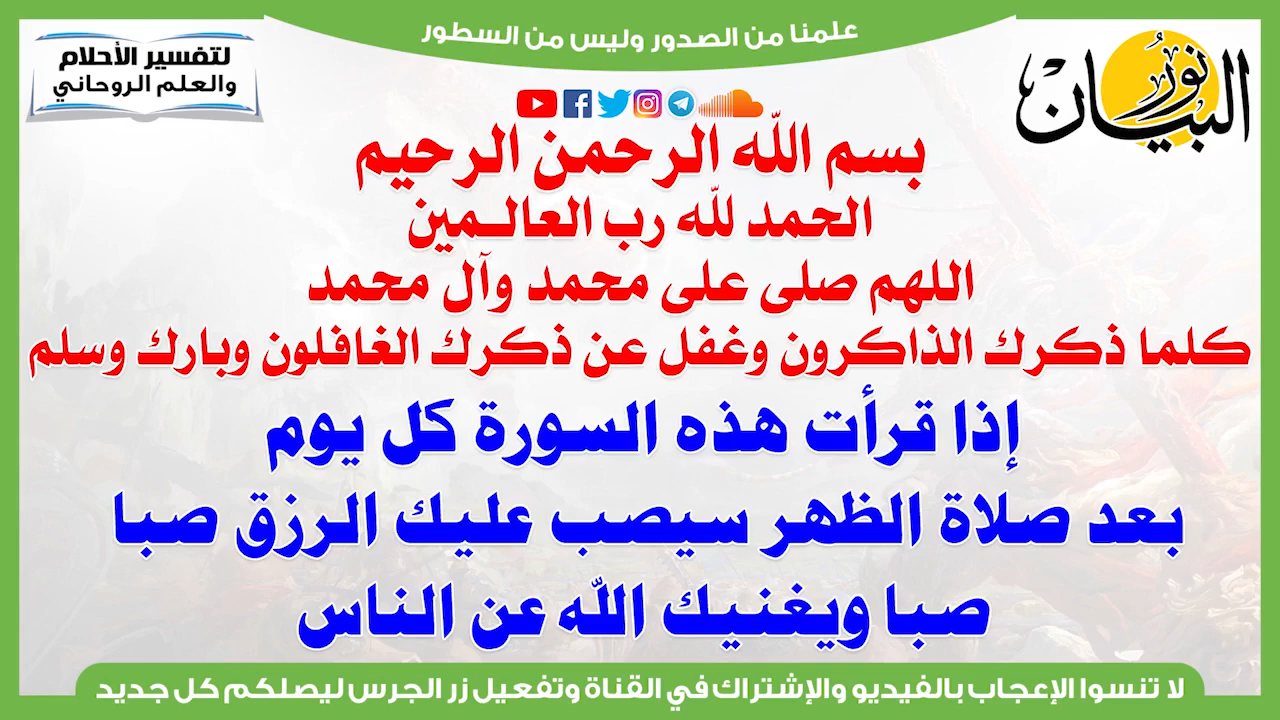 علمنا من الصدور وليس من السطور
لتفسير الأحلام
والعلم الروحاني
نور
البيان
بسم الله الرحمن الرحيم
الحمد لله رب العالـمين
اللهم صلى على محمد وآل محمد
كلما ذكرك الذاكرون وغفل عن ذكرك الغافلون وبارك وسلم
إذا قرأت هذه السورة كل يوم
بعد صلاة الظهر سيصب عليك الرزق صبا
صبا ويغنيك الله عن الناس
لا تنسوا الإعجاب بالفيديو والإشتراك في القناة وتفعيل زر الجرس ليصلكم كل جديد